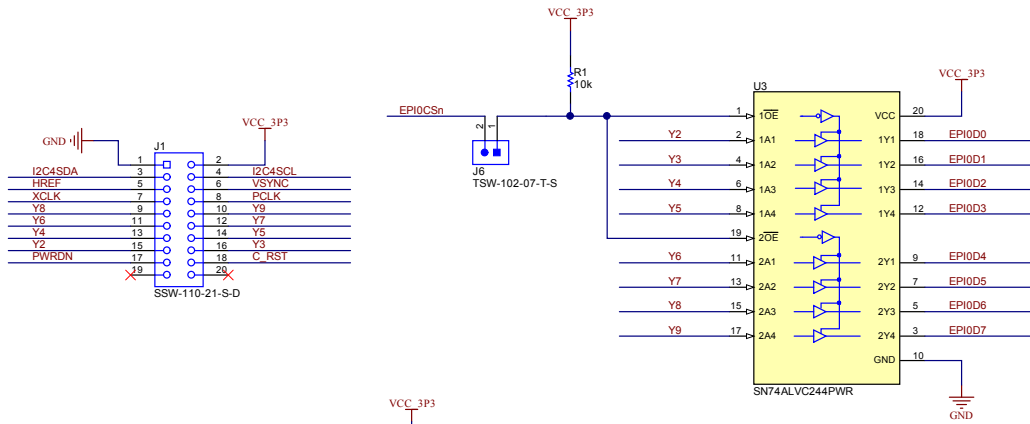 VCC_3P3
R1
10k
EPI0CSn
2
1
J6
TSW-102-07-T-S
GND
VCC_3P3
J1
1 2
I2C4SDA 3 4 I2C4SCL
HREF 5 6 VSYNC
XCLK 7 8 PCLK
Y8 9 10 Y9
Y6 11 12 Y7
Y4 13 14 Y5
Y2 15 16 Y3
PWRDN 17 18 C_RST
19 20
SSW-110-21-S-D
VCC_3P3
U3
1 1OE VCC 20
Y2 2 1A1 1Y1 18 EPI0D0
Y3 4 1A2 1Y2 16 EPI0D1
Y4 6 1A3 1Y3 14 EPI0D2
Y5 8 1A4 1Y4 12 EPI0D3
19 2OE
Y6 11 2A1 2Y1 9 EPI0D4
Y7 13 2A2 2Y2 7 EPI0D5
Y8 15 2A3 2Y3 5 EPI0D6
Y9 17 2A4 2Y4 3 EPI0D7
GND 10
SN74ALVC244PWR
GND
VCC_3P3